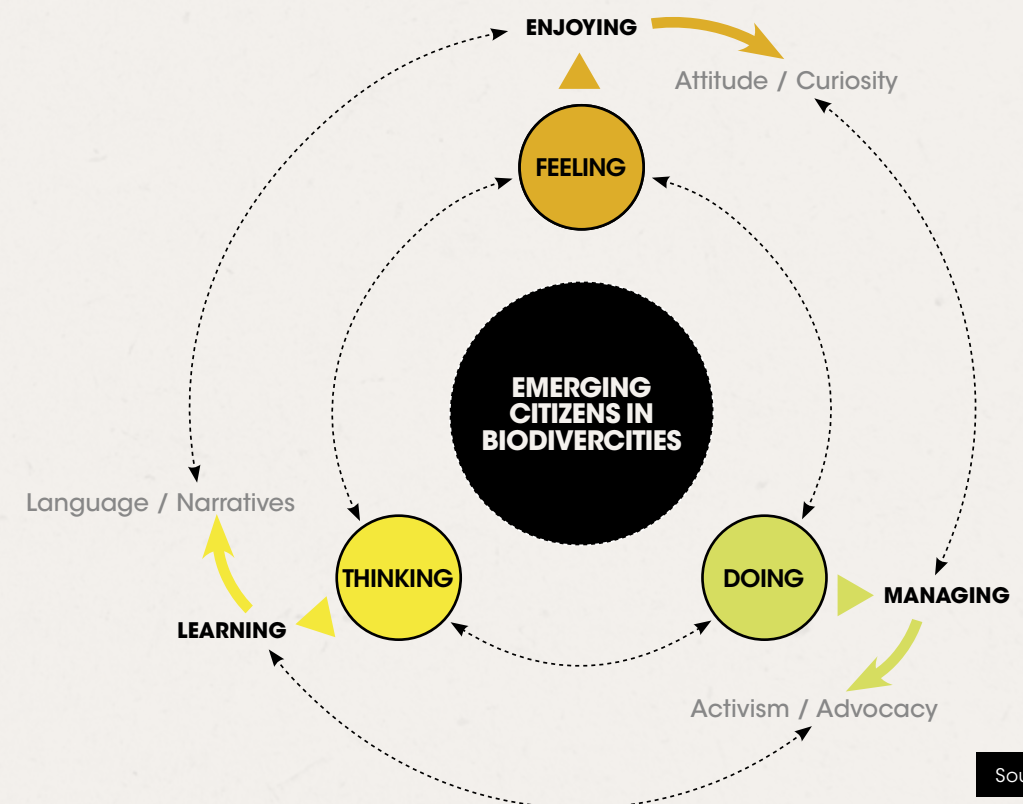 ENJOYING
Attitude / Curiosity
FEELING
EMERGING
CITIZENS IN
BIODIVERCITIES
Language / Narratives
THINKING
DOING
MANAGING
LEARNING
Activism / Advocacy